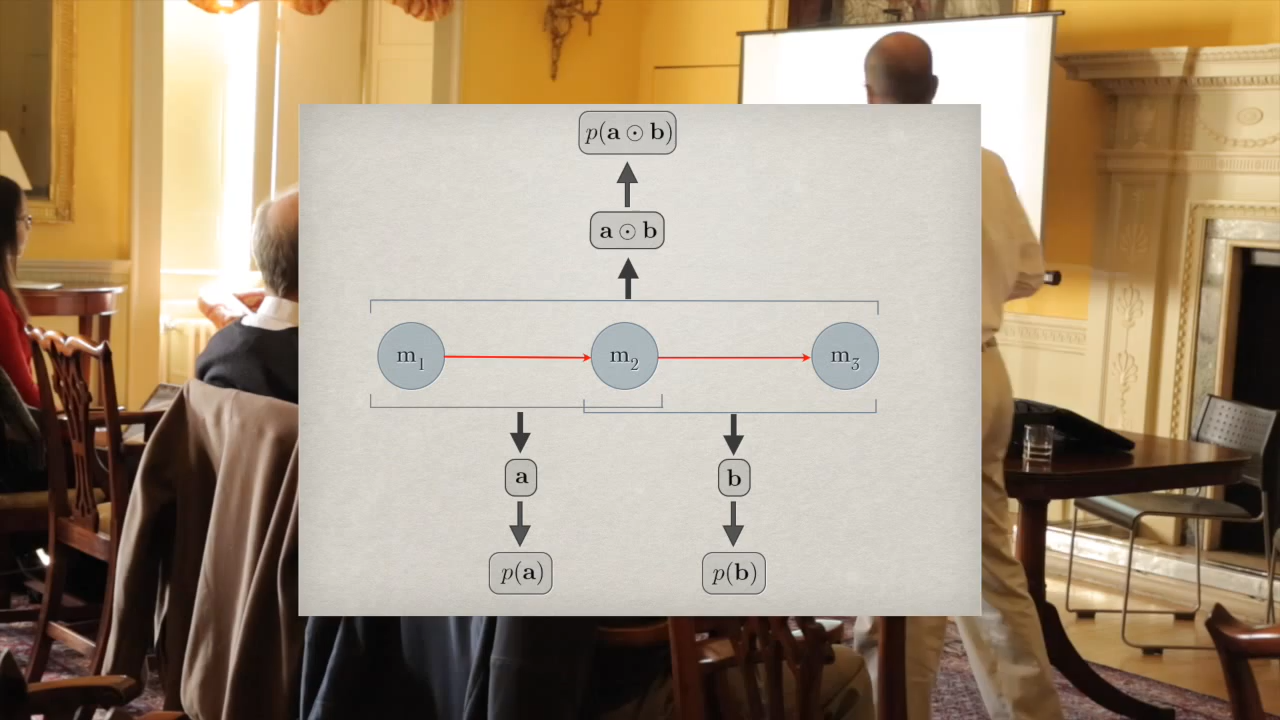 p(a ⊙ b)
a ⊙ b
m₁ m₂ m₃
a b
p(a) p(b)